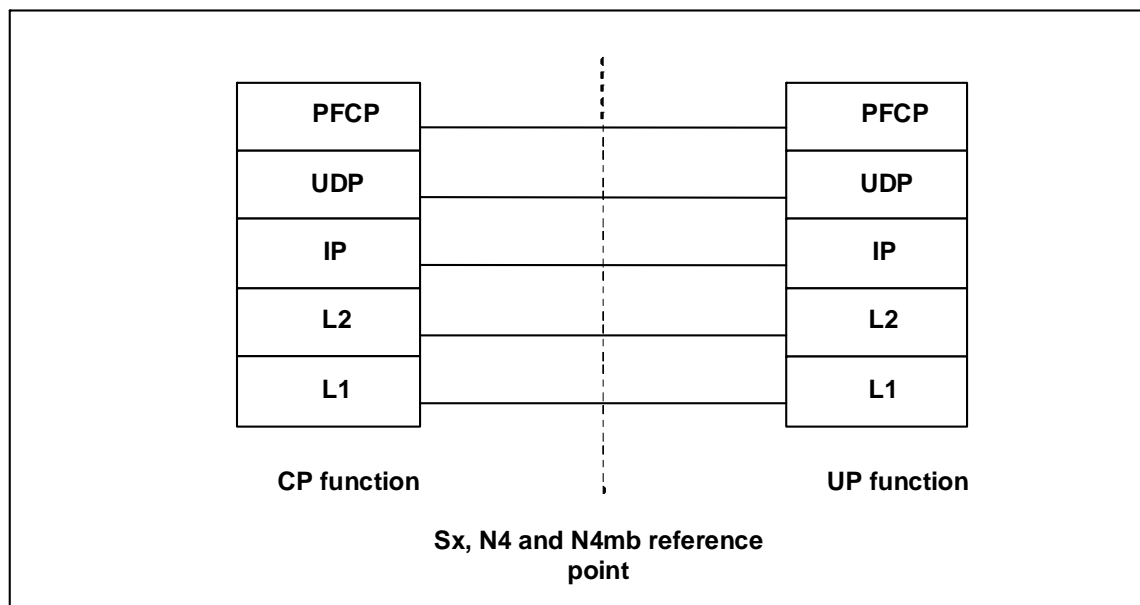 PFCP PFCP
UDP UDP
IP IP
L2 L2
L1 L1
CP function UP function
Sx, N4 and N4mb reference
point